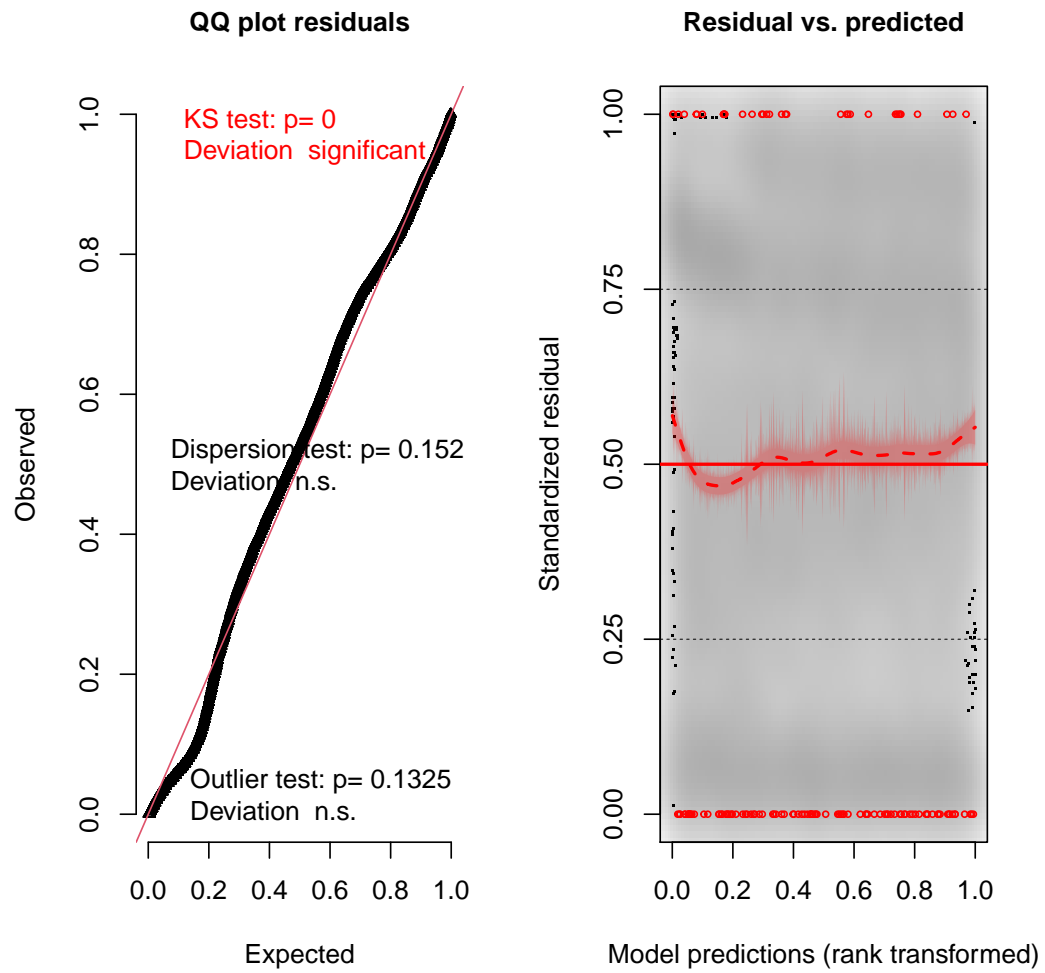 QQ plot residuals
KS test: p= 0
Deviation  significant
Dispersion test: p= 0.152
Deviation  n.s.
Outlier test: p= 0.1325
Deviation  n.s.
Observed
0.0
0.2
0.4
0.6
0.8
1.0
0.0 0.2 0.4 0.6 0.8 1.0
Expected
Residual vs. predicted
Standardized residual
0.00
0.25
0.50
0.75
1.00
0.0 0.2 0.4 0.6 0.8 1.0
Model predictions (rank transformed)